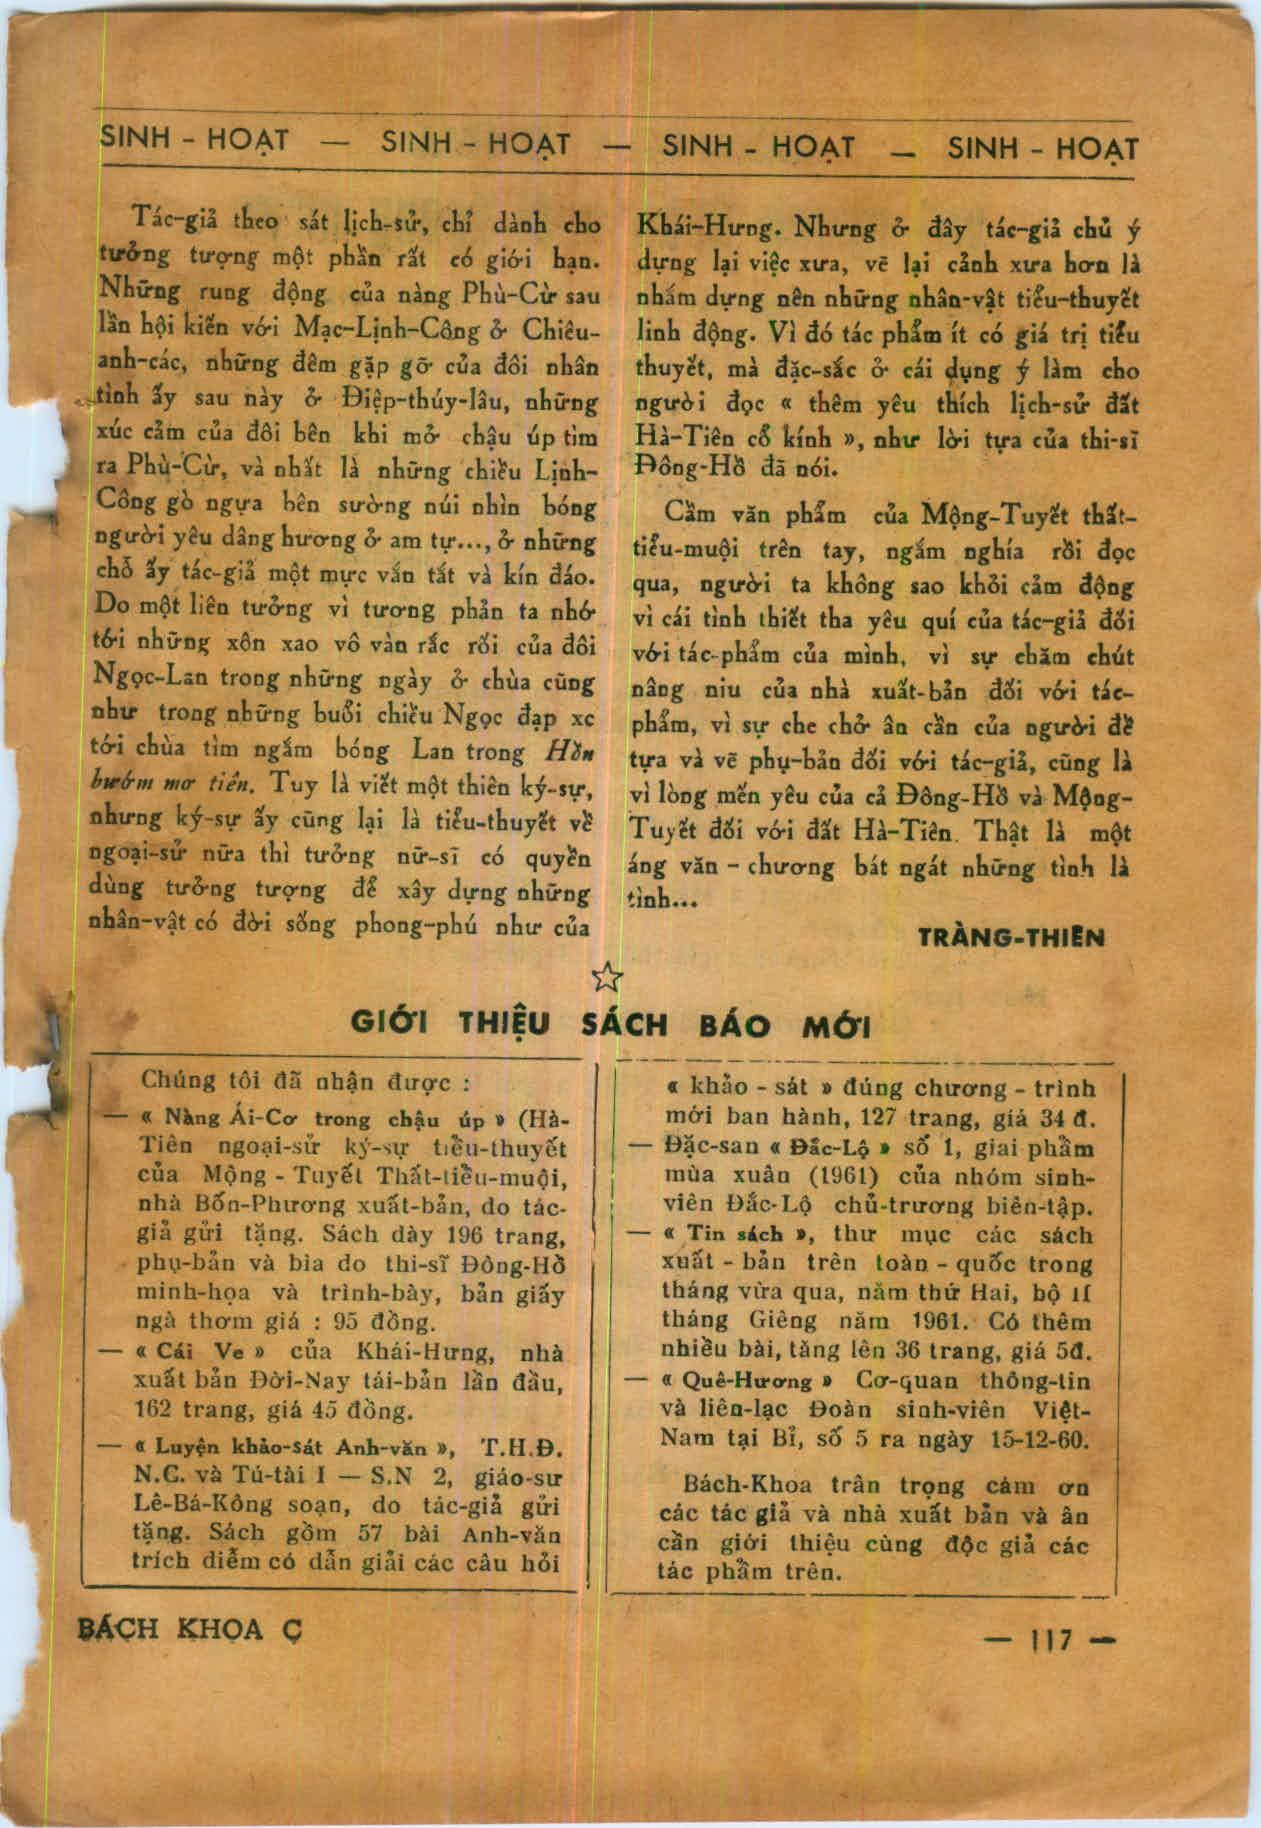 SINH - HOẠT — SINH - HOẠT — SINH - HOẠT — SINH - HOẠT
Tác-giả theo sát lịch-sử, chỉ dành cho
tưởng tượng một phần rất có giới hạn.
Những rung động của nàng Phù-Cừ sau
lần hội kiến với Mạc-Lịnh-Công ở Chiêu-
anh-các, những đêm gặp gỡ của đôi nhân
tình ấy sau này ở Điệp-thúy-lâu, những
xúc cảm của đôi bên khi mở chậu úp tìm
ra Phù-Cừ, và nhất là những chiều Lịnh-
Công gò ngựa bên sường núi nhìn bóng
người yêu dâng hương ở am tự..., ở những
chỗ ấy tác-giả một mực vắn tắt và kín đáo.
Do một liên tưởng vì tương phản ta nhớ
tới những xôn xao vô vàn rắc rối của đôi
Ngọc-Lan trong những ngày ở chùa cũng
như trong những buổi chiều Ngọc đạp xe
tới chùa tìm ngắm bóng Lan trong Hồn
bướm mơ tiên. Tuy là viết một thiên ký-sự,
nhưng ký-sự ấy cũng lại là tiểu-thuyết về
ngoại-sử nữa thì tưởng nữ-sĩ có quyền
dùng tưởng tượng để xây dựng những
nhân-vật có đời sống phong-phú như của
Khái-Hưng. Nhưng ở đây tác-giả chủ ý
dựng lại việc xưa, vẽ lại cảnh xưa hơn là
nhắm dựng nên những nhân-vật tiểu-thuyết
linh động. Vì đó tác phẩm ít có giá trị tiểu
thuyết, mà đặc-sắc ở cái dụng ý làm cho
người đọc « thêm yêu thích lịch-sử đất
Hà-Tiên cổ kính », như lời tựa của thi-sĩ
Đông-Hồ đã nói.
Cầm văn phẩm của Mộng-Tuyết thất-
tiểu-muội trên tay, ngắm nghía rồi đọc
qua, người ta không sao khỏi cảm động
vì cái tình thiết tha yêu quí của tác-giả đối
với tác-phẩm của mình, vì sự chăm chút
nâng niu của nhà xuất-bản đối với tác-
phẩm, vì sự che chở ân cần của người đề
tựa và vẽ phụ-bản đối với tác-giả, cũng là
vì lòng mến yêu của cả Đông-Hồ và Mộng-
Tuyết đối với đất Hà-Tiên. Thật là một
áng văn - chương bát ngát những tình là
tình...
TRÀNG-THIÊN
GIỚI THIỆU SÁCH BÁO MỚI
Chúng tôi đã nhận được :
— « Nàng Ái-Cơ trong chậu úp » (Hà-
Tiên ngoại-sử ký-sự tiểu-thuyết
của Mộng - Tuyết Thất-tiểu-muội,
nhà Bốn-Phương xuất-bản, do tác-
giả gửi tặng. Sách dày 196 trang,
phụ-bản và bìa do thi-sĩ Đông-Hồ
minh-họa và trình-bày, bản giấy
ngà thơm giá : 95 đồng.
— « Cái Ve » của Khái-Hưng, nhà
xuất bản Đời-Nay tái-bản lần đầu,
162 trang, giá 45 đồng.
— « Luyện khảo-sát Anh-văn », T.H.Đ.
N.C. và Tú-tài I — S.N 2, giáo-sư
Lê-Bá-Kông soạn, do tác-giả gửi
tặng. Sách gồm 57 bài Anh-văn
trích diễm có dẫn giải các câu hỏi
« khảo - sát » đúng chương - trình
mới ban hành, 127 trang, giá 34 đ.
— Đặc-san « Đắc-Lộ » số 1, giai phẩm
mùa xuân (1961) của nhóm sinh-
viên Đắc-Lộ chủ-trương biên-tập.
— « Tin sách », thư mục các sách
xuất - bản trên toàn - quốc trong
tháng vừa qua, năm thứ Hai, bộ II
tháng Giêng năm 1961. Có thêm
nhiều bài, tăng lên 36 trang, giá 5đ.
— « Quê-Hương » Cơ-quan thông-tin
và liên-lạc Đoàn sinh-viên Việt-
Nam tại Bỉ, số 5 ra ngày 15-12-60.
Bách-Khoa trân trọng cám ơn
các tác giả và nhà xuất bản và ân
cần giới thiệu cùng độc giả các
tác phẩm trên.
BÁCH KHOA C
— 117 —